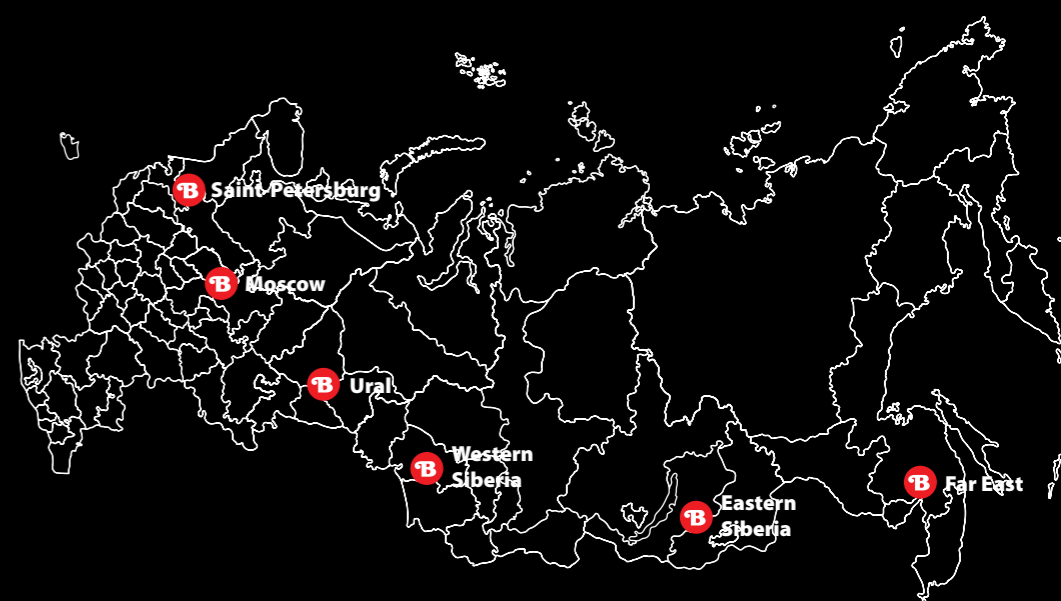 B Saint-Petersburg
B Moscow
B Ural
B Western
Siberia
B Eastern
Siberia
B Far East